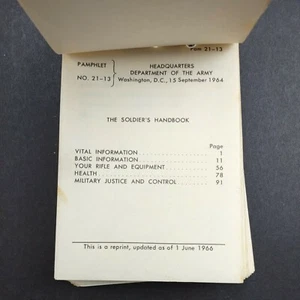 PAM 21-13
PAMPHLET
NO. 21-13
HEADQUARTERS
DEPARTMENT OF THE ARMY
Washington, D.C., 15 September 1964
THE SOLDIER'S HANDBOOK
Page
VITAL INFORMATION 1
BASIC INFORMATION 11
YOUR RIFLE AND EQUIPMENT 56
HEALTH 78
MILITARY JUSTICE AND CONTROL 91
This is a reprint, updated as of 1 June 1966